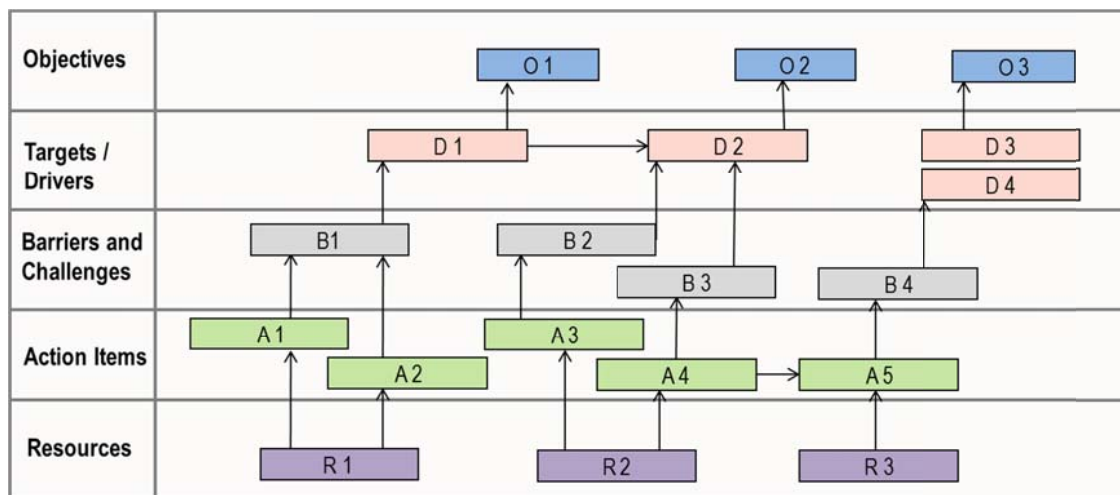 Objectives
O 1
O 2
O 3
Targets /
Drivers
D 1
D 2
D 3
D 4
Barriers and
Challenges
B1
B 2
B 3
B 4
Action Items
A 1
A 2
A 3
A 4
A 5
Resources
R 1
R 2
R 3